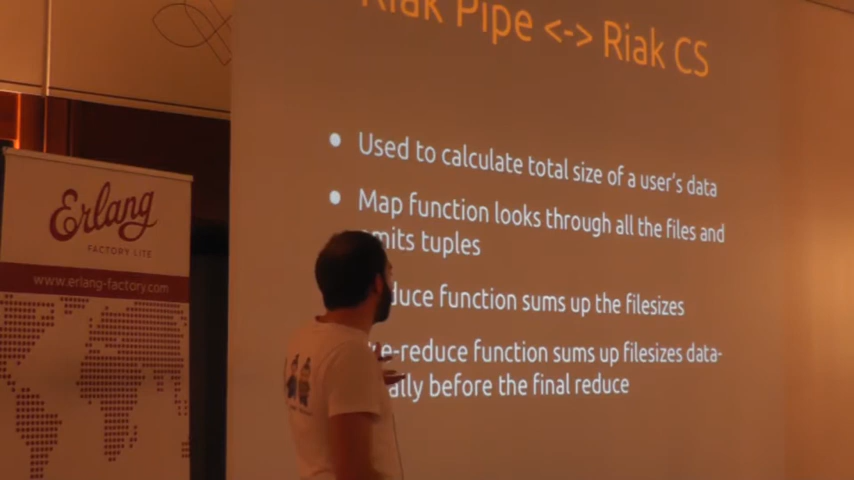 Riak Pipe <-> Riak CS
Used to calculate total size of a user's data
Map function looks through all the files and
emits tuples
duce function sums up the filesizes
e-reduce function sums up filesizes data-
ally before the final reduce
Erlang
FACTORY LITE
www.erlang-factory.com